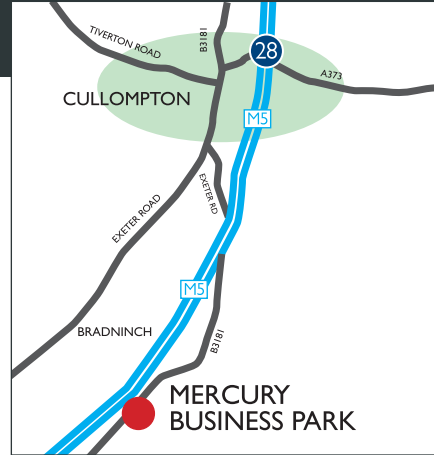 TIVERTON ROAD
B3181
28
A373
CULLOMPTON
M5
EXETER RD
EXETER ROAD
M5
BRADNINCH
B3181
MERCURY
BUSINESS PARK